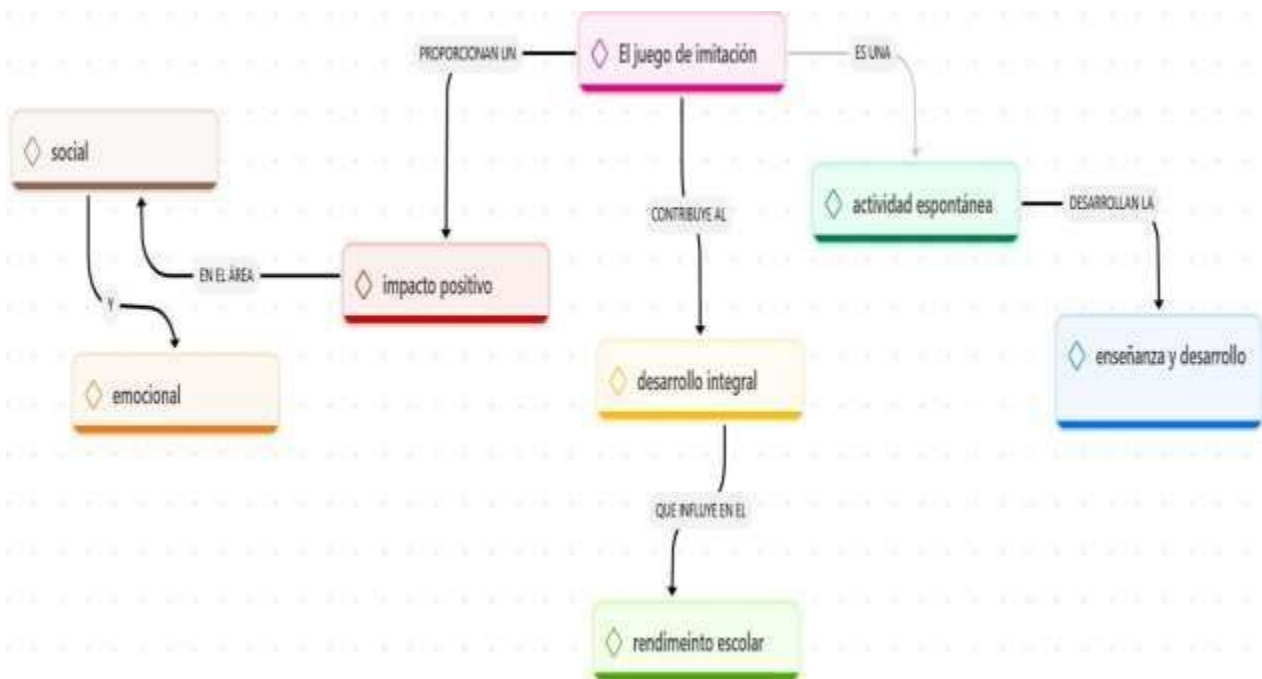 PROPORCIONAN UN
El juego de imitación
ES UNA
social
actividad espontánea
DESARROLLAN LA
CONTRIBUYE AL
EN EL ÁREA
impacto positivo
Y
enseñanza y desarrollo
emocional
desarrollo integral
QUE INFLUYE EN EL
rendimeinto escolar